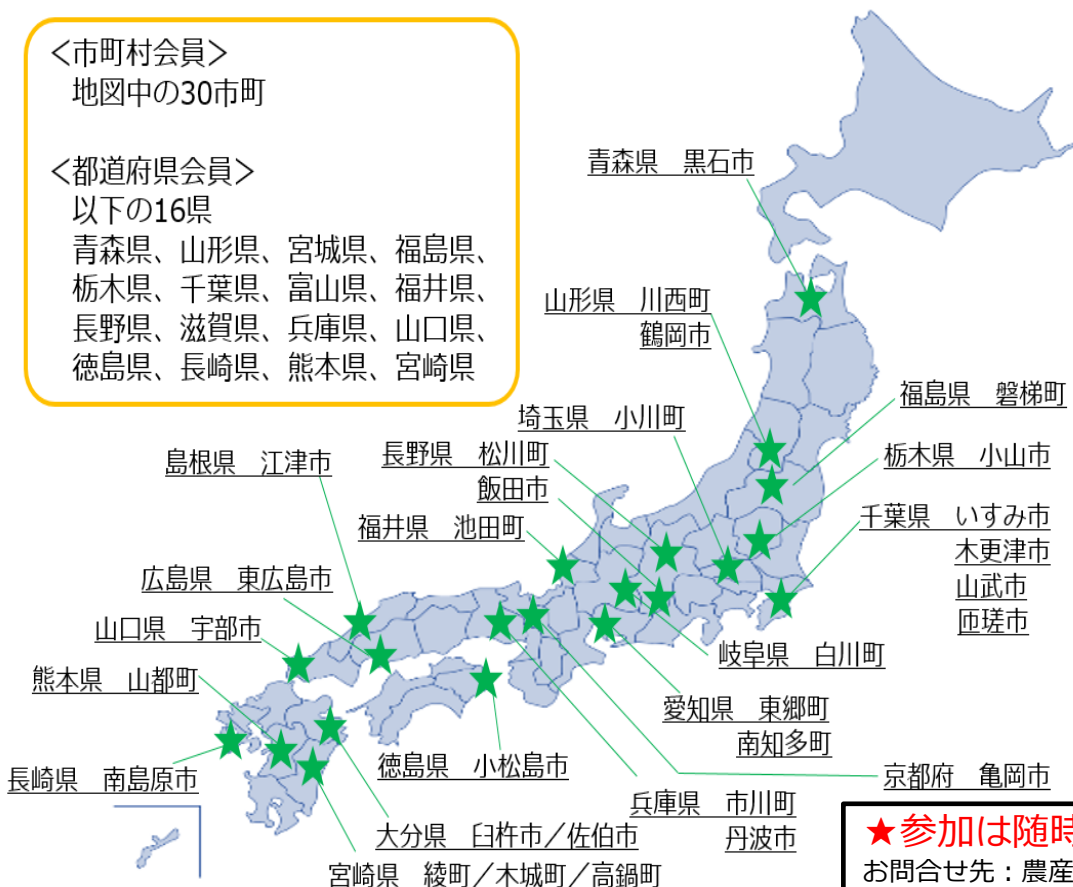 <市町村会員>
地図中の30市町
<都道府県会員>
以下の16県
青森県、山形県、宮城県、福島県、
栃木県、千葉県、富山県、福井県、
長野県、滋賀県、兵庫県、山口県、
徳島県、長崎県、熊本県、宮崎県
青森県 黒石市
山形県 川西町
鶴岡市
福島県 磐梯町
埼玉県 小川町
栃木県 小山市
長野県 松川町
飯田市
島根県 江津市
千葉県 いすみ市
木更津市
山武市
匝瑳市
福井県 池田町
広島県 東広島市
山口県 宇部市
岐阜県 白川町
熊本県 山都町
愛知県 東郷町
南知多町
長崎県 南島原市
徳島県 小松島市
京都府 亀岡市
兵庫県 市川町
丹波市
大分県 臼杵市/佐伯市
宮崎県 綾町/木城町/高鍋町
★参加は随時
お問合せ先:農産